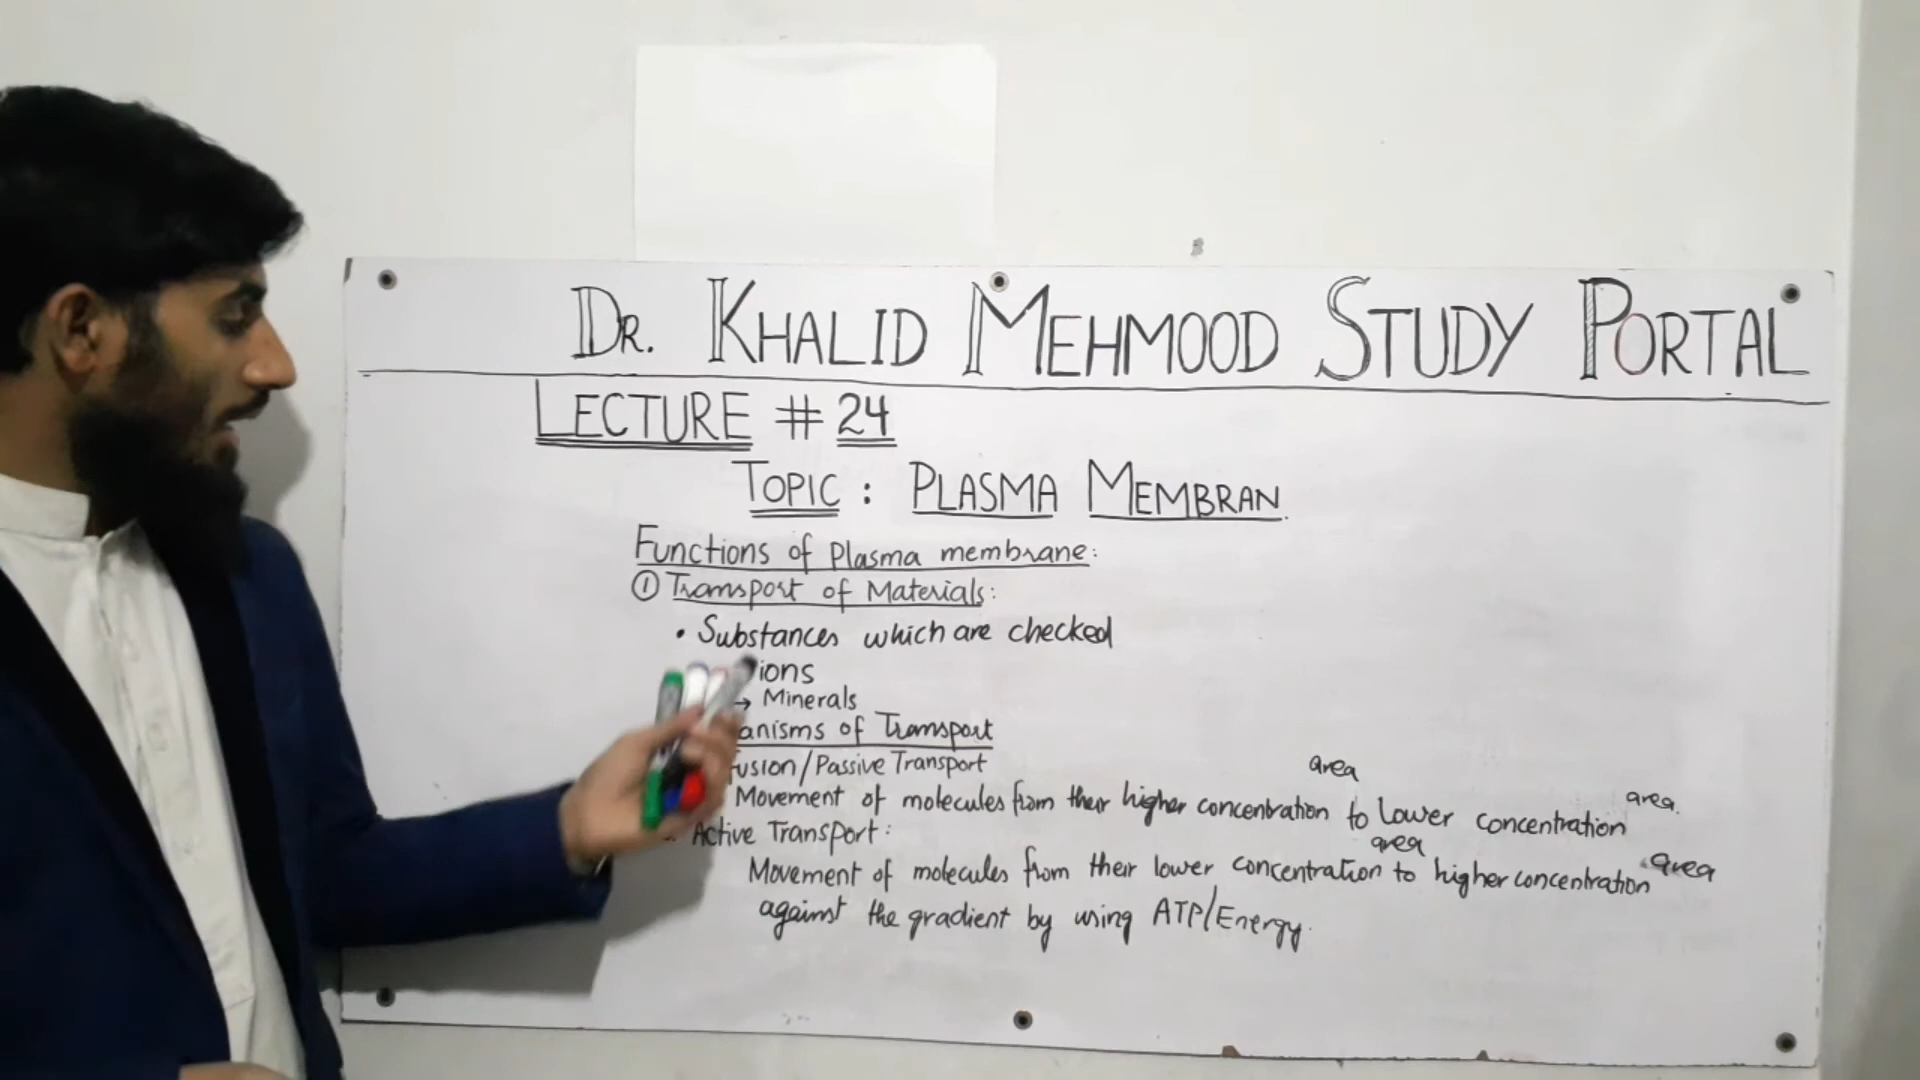 DR. KHALID MEHMOOD STUDY PORTAL
LECTURE # 24
TOPIC : PLASMA MEMBRAN
Functions of plasma membrane:
① Transport of Materials:
• Substances which are checked
ions
→ Minerals
anisms of Transport
fusion/Passive Transport
area
area.
Movement of molecules from their higher concentration to lower concentration
Active Transport:
area
area
Movement of molecules from their lower concentration to higher concentration
against the gradient by using ATP/Energy.